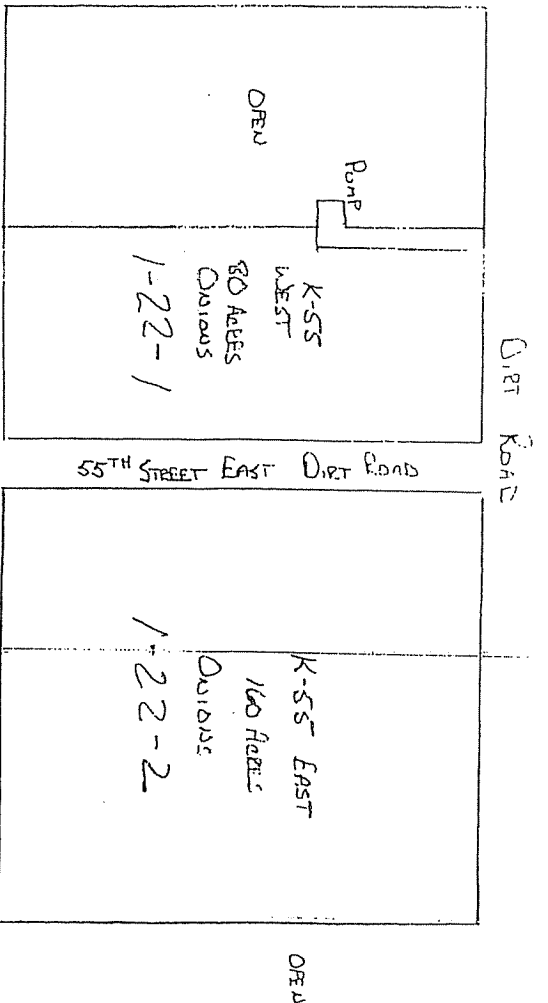 DIRT ROAD
OPEN
PUMP
K-55
WEST
80 ACRES
ONIONS
1-22-1
55TH STREET EAST DIRT ROAD
K-55 EAST
160 ACRES
ONIONS
1-22-2
OPEN